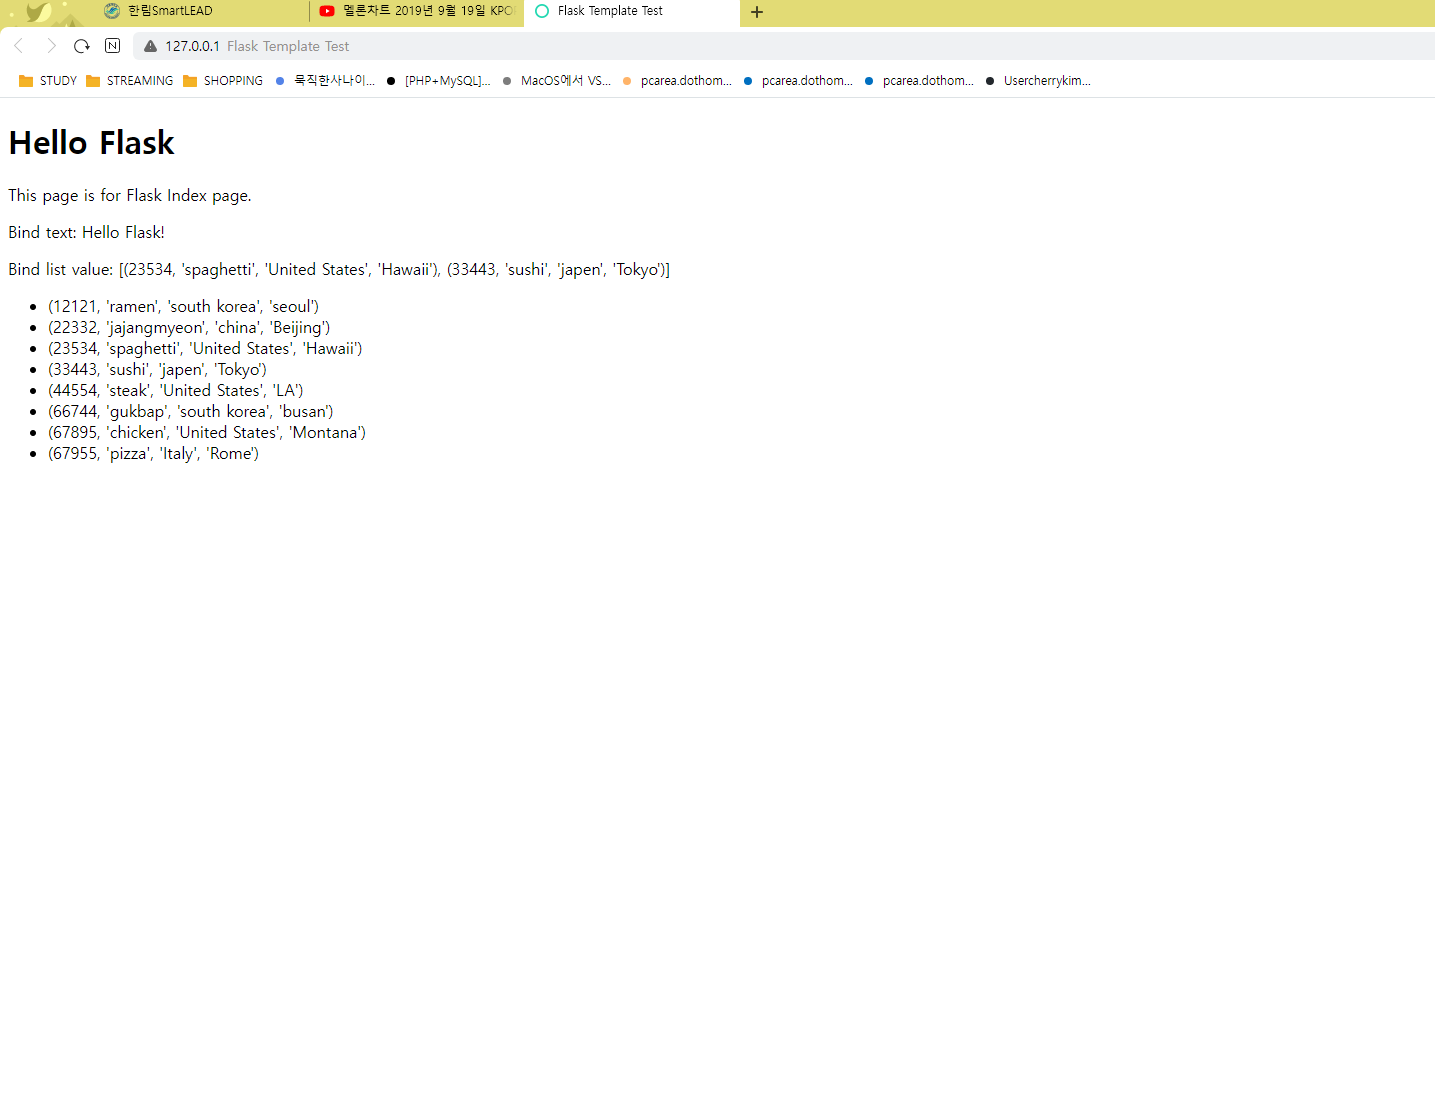 한림SmartLEAD 멜론차트 2019년 9월 19일 KPO Flask Template Test
127.0.0.1 Flask Template Test
STUDY STREAMING SHOPPING 묵직한사나이... [PHP+MySQL]... MacOS에서 VS... pcarea.dothom... pcarea.dothom... pcarea.dothom... Usercherrykim...
Hello Flask
This page is for Flask Index page.
Bind text: Hello Flask!
Bind list value: [(23534, 'spaghetti', 'United States', 'Hawaii'), (33443, 'sushi', 'japen', 'Tokyo')]
• (12121, 'ramen', 'south korea', 'seoul')
• (22332, 'jajangmyeon', 'china', 'Beijing')
• (23534, 'spaghetti', 'United States', 'Hawaii')
• (33443, 'sushi', 'japen', 'Tokyo')
• (44554, 'steak', 'United States', 'LA')
• (66744, 'gukbap', 'south korea', 'busan')
• (67895, 'chicken', 'United States', 'Montana')
• (67955, 'pizza', 'Italy', 'Rome')